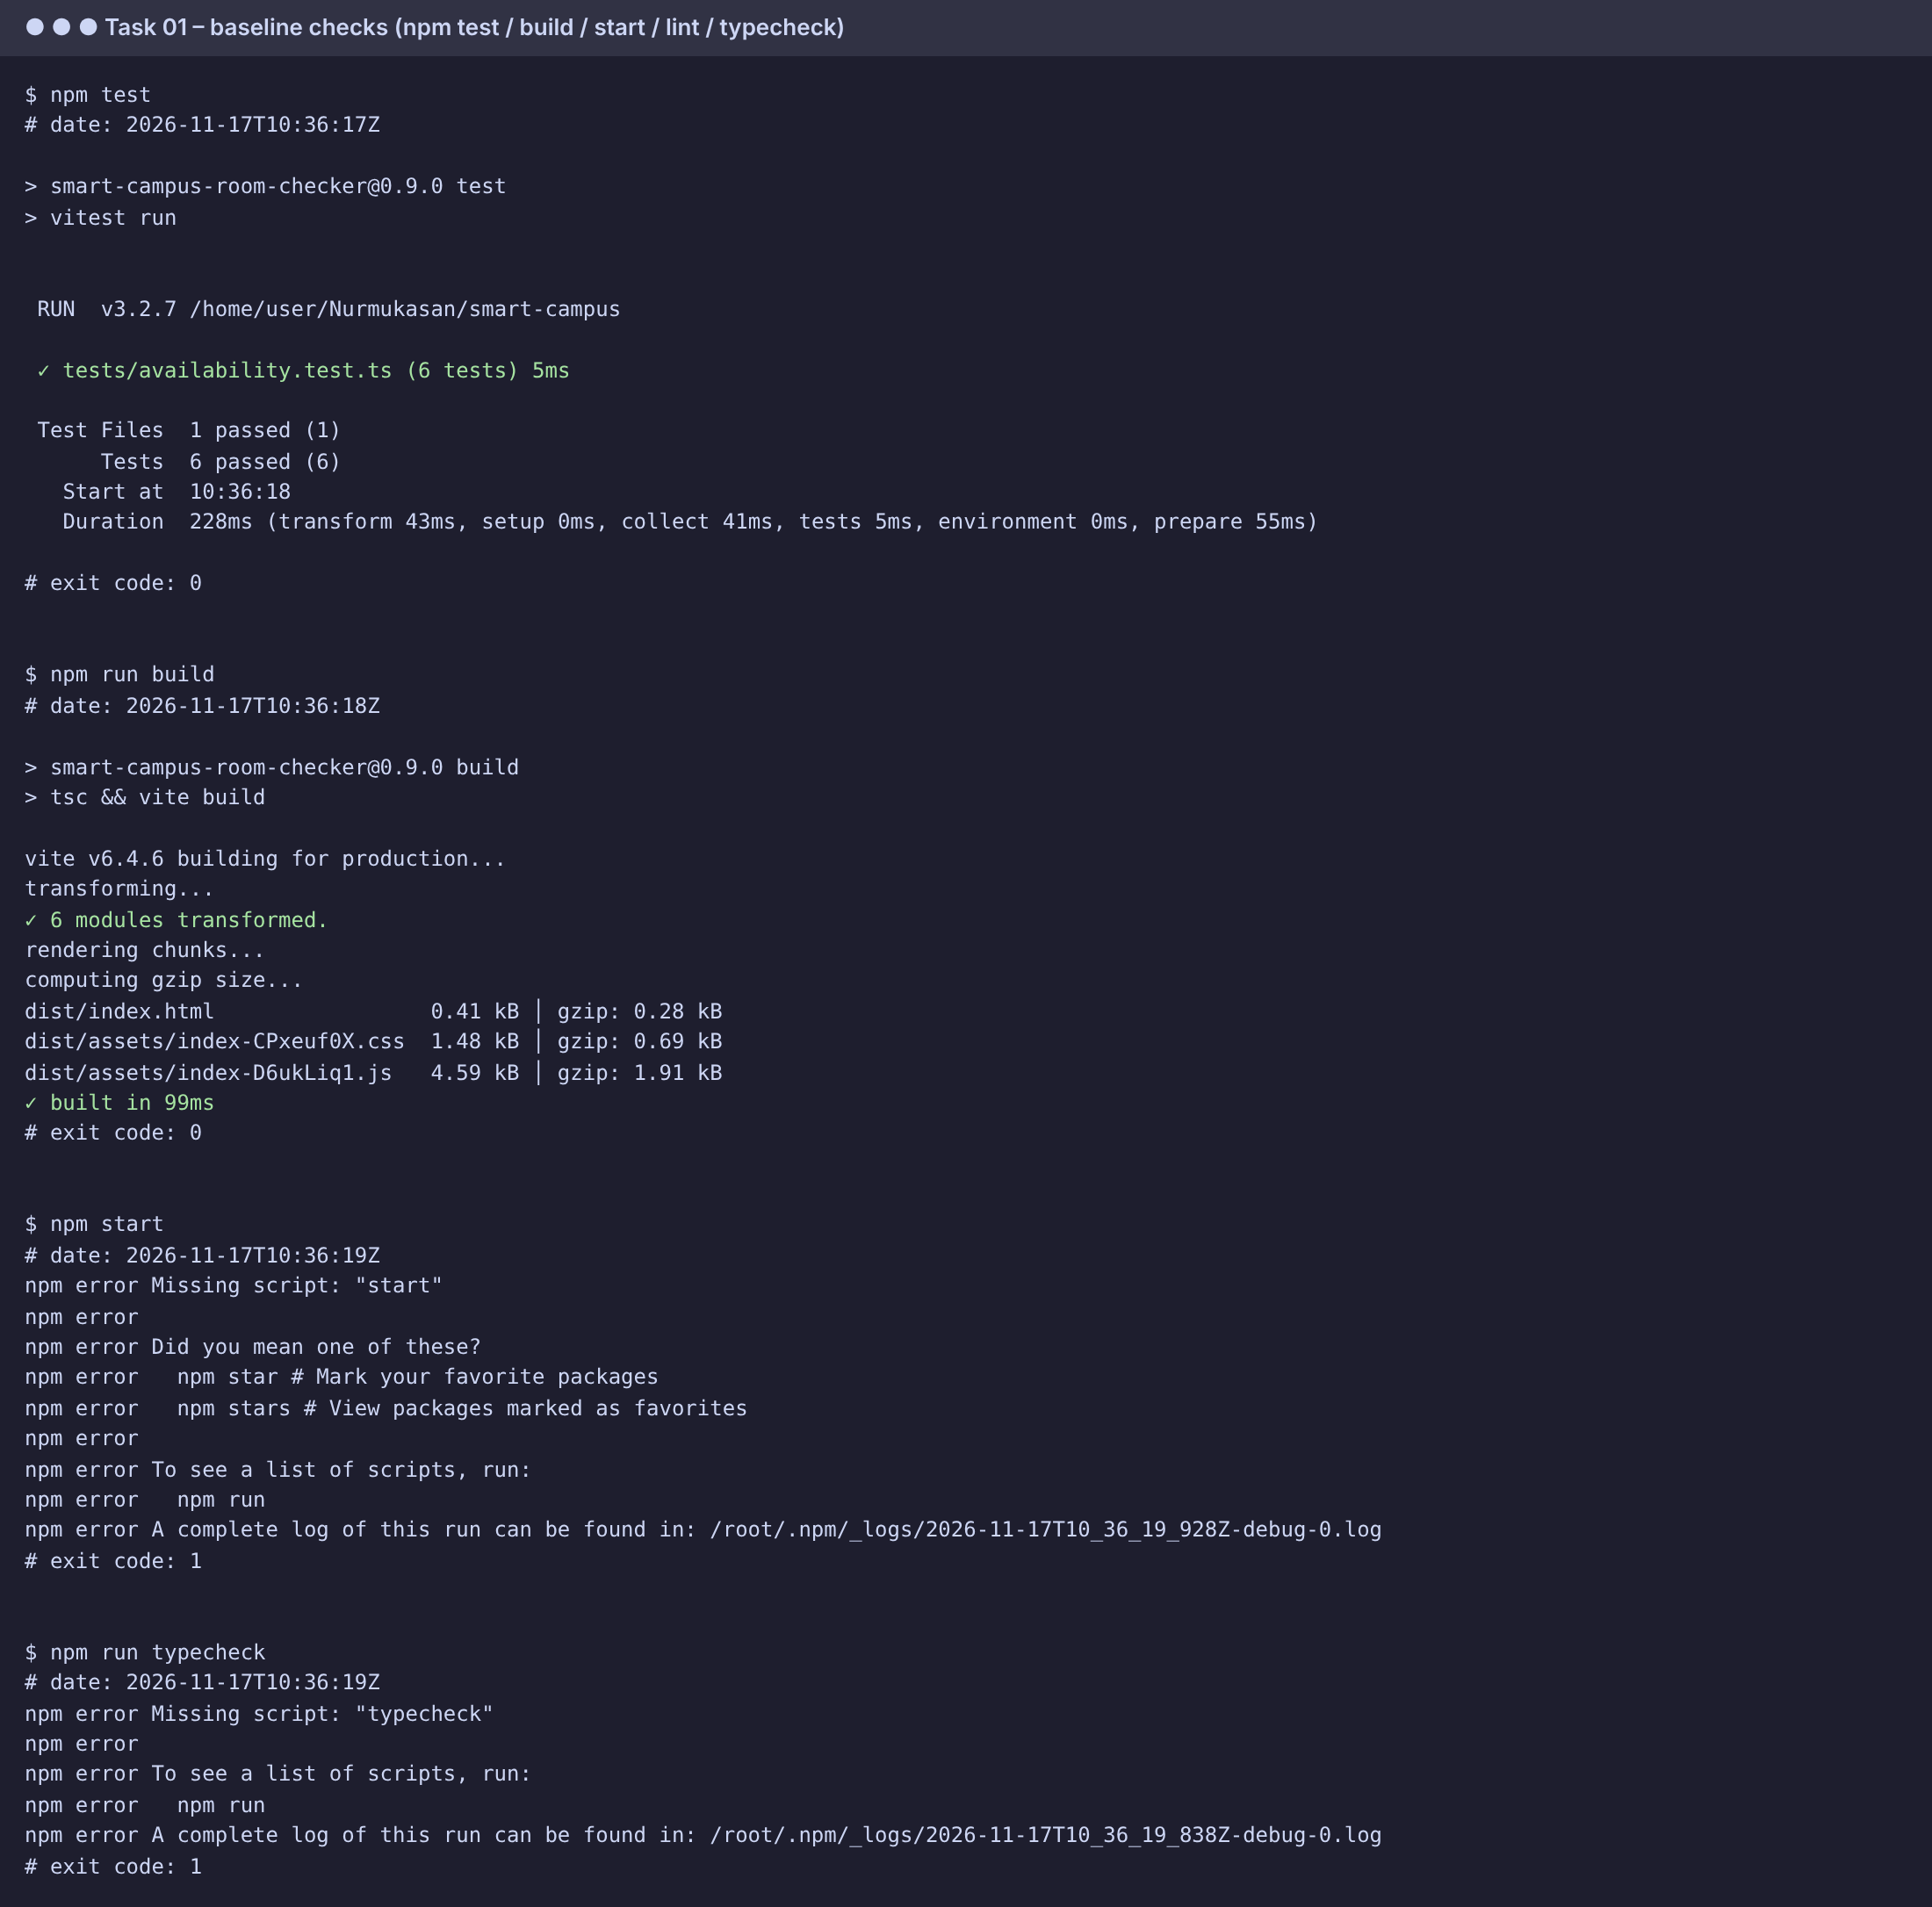 Task 01 – baseline checks (npm test / build / start / lint / typecheck)
$ npm test
# date: 2026-11-17T10:36:17Z
> smart-campus-room-checker@0.9.0 test
> vitest run
RUN  v3.2.7 /home/user/Nurmukasan/smart-campus
✓ tests/availability.test.ts (6 tests) 5ms
Test Files  1 passed (1)
Tests  6 passed (6)
Start at  10:36:18
Duration  228ms (transform 43ms, setup 0ms, collect 41ms, tests 5ms, environment 0ms, prepare 55ms)
# exit code: 0
$ npm run build
# date: 2026-11-17T10:36:18Z
> smart-campus-room-checker@0.9.0 build
> tsc && vite build
vite v6.4.6 building for production...
transforming...
✓ 6 modules transformed.
rendering chunks...
computing gzip size...
dist/index.html                 0.41 kB │ gzip: 0.28 kB
dist/assets/index-CPxeuf0X.css  1.48 kB │ gzip: 0.69 kB
dist/assets/index-D6ukLiq1.js   4.59 kB │ gzip: 1.91 kB
✓ built in 99ms
# exit code: 0
$ npm start
# date: 2026-11-17T10:36:19Z
npm error Missing script: "start"
npm error
npm error Did you mean one of these?
npm error   npm star # Mark your favorite packages
npm error   npm stars # View packages marked as favorites
npm error
npm error To see a list of scripts, run:
npm error   npm run
npm error A complete log of this run can be found in: /root/.npm/_logs/2026-11-17T10_36_19_928Z-debug-0.log
# exit code: 1
$ npm run typecheck
# date: 2026-11-17T10:36:19Z
npm error Missing script: "typecheck"
npm error
npm error To see a list of scripts, run:
npm error   npm run
npm error A complete log of this run can be found in: /root/.npm/_logs/2026-11-17T10_36_19_838Z-debug-0.log
# exit code: 1